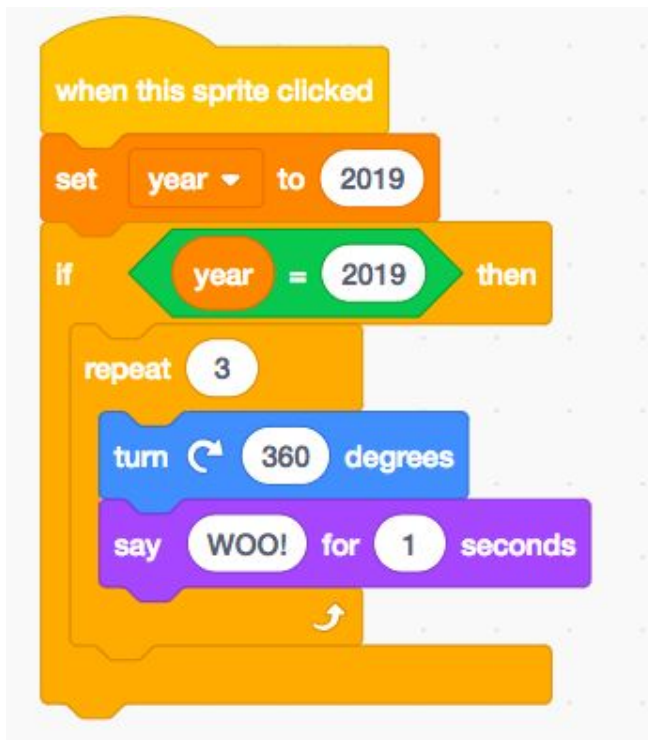 when this sprite clicked
set year to 2019
if year = 2019 then
repeat 3
turn 360 degrees
say WOO! for 1 seconds